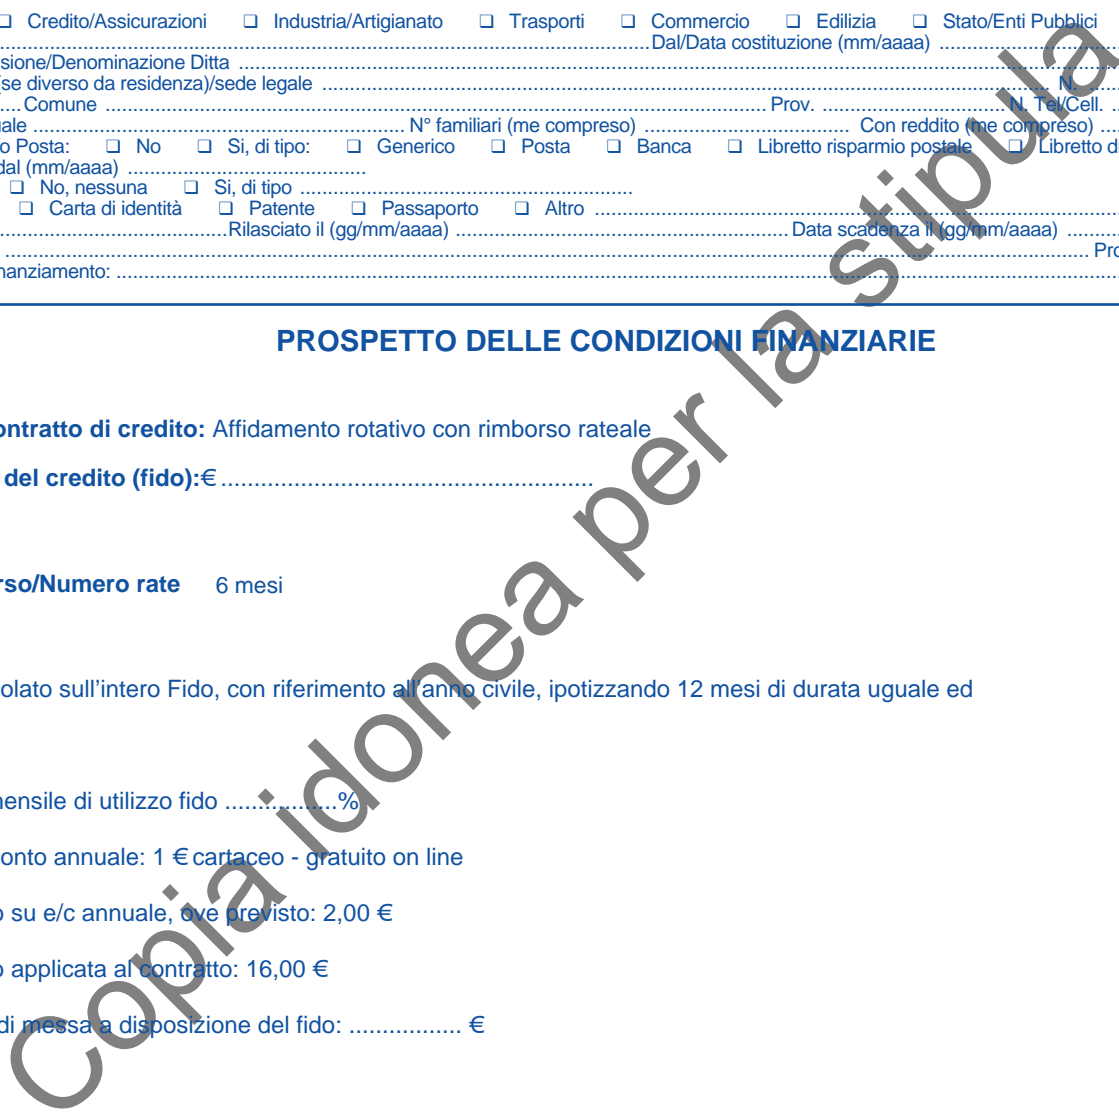 ❑ Credito/Assicurazioni ❑ Industria/Artigianato ❑ Trasporti ❑ Commercio ❑ Edilizia ❑ Stato/Enti Pubblici
Dal/Data costituzione (mm/aaaa)
sione/Denominazione Ditta
(se diverso da residenza)/sede legale N.
Comune Prov. N. Tel/Cell.
uale N° familiari (me compreso) Con reddito (me compreso)
o Posta: ❑ No ❑ Si, di tipo: ❑ Generico ❑ Posta ❑ Banca ❑ Libretto risparmio postale ❑ Libretto d
dal (mm/aaaa)
❑ No, nessuna ❑ Si, di tipo
❑ Carta di identità ❑ Patente ❑ Passaporto ❑ Altro
Rilasciato il (gg/mm/aaaa) Data scadenza il (gg/mm/aaaa)
Pro
nanziamento:
PROSPETTO DELLE CONDIZIONI FINANZIARIE
ontratto di credito: Affidamento rotativo con rimborso rateale
del credito (fido):€
rso/Numero rate 6 mesi
olato sull'intero Fido, con riferimento all'anno civile, ipotizzando 12 mesi di durata uguale ed
mensile di utilizzo fido .................%
onto annuale: 1 € cartaceo - gratuito on line
o su e/c annuale, ove previsto: 2,00 €
o applicata al contratto: 16,00 €
di messa a disposizione del fido: ................. €
Copia idonea per la stipula